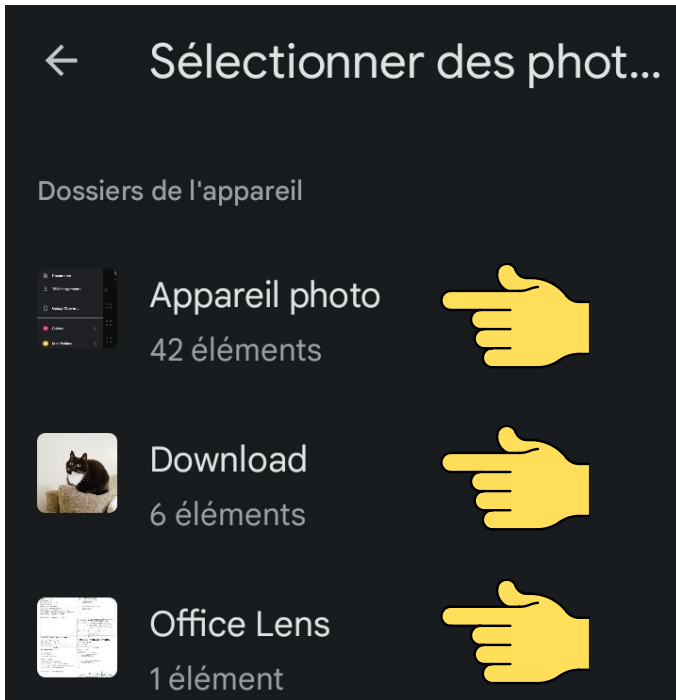 Sélectionner des phot...
Dossiers de l'appareil
Appareil photo
42 éléments
Download
6 éléments
Office Lens
1 élément